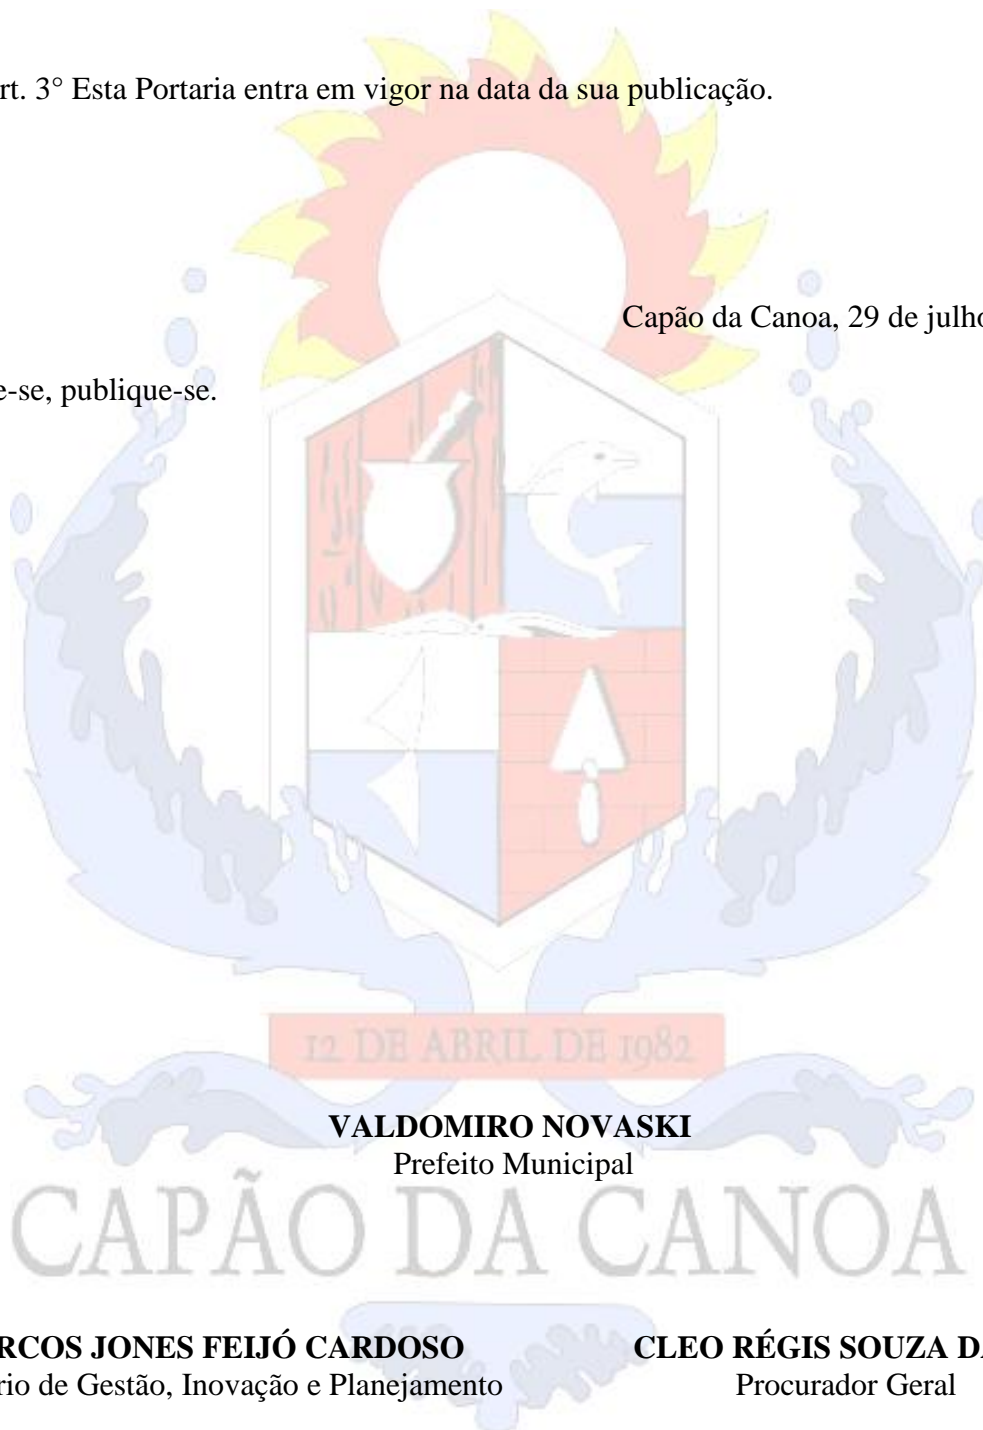 rt. 3° Esta Portaria entra em vigor na data da sua publicação.
Capão da Canoa, 29 de julho
e-se, publique-se.
12 DE ABRIL DE 1982
VALDOMIRO NOVASKI
Prefeito Municipal
CAPÃO DA CANOA
RCOS JONES FEIJÓ CARDOSO
CLEO RÉGIS SOUZA DA
rio de Gestão, Inovação e Planejamento
Procurador Geral